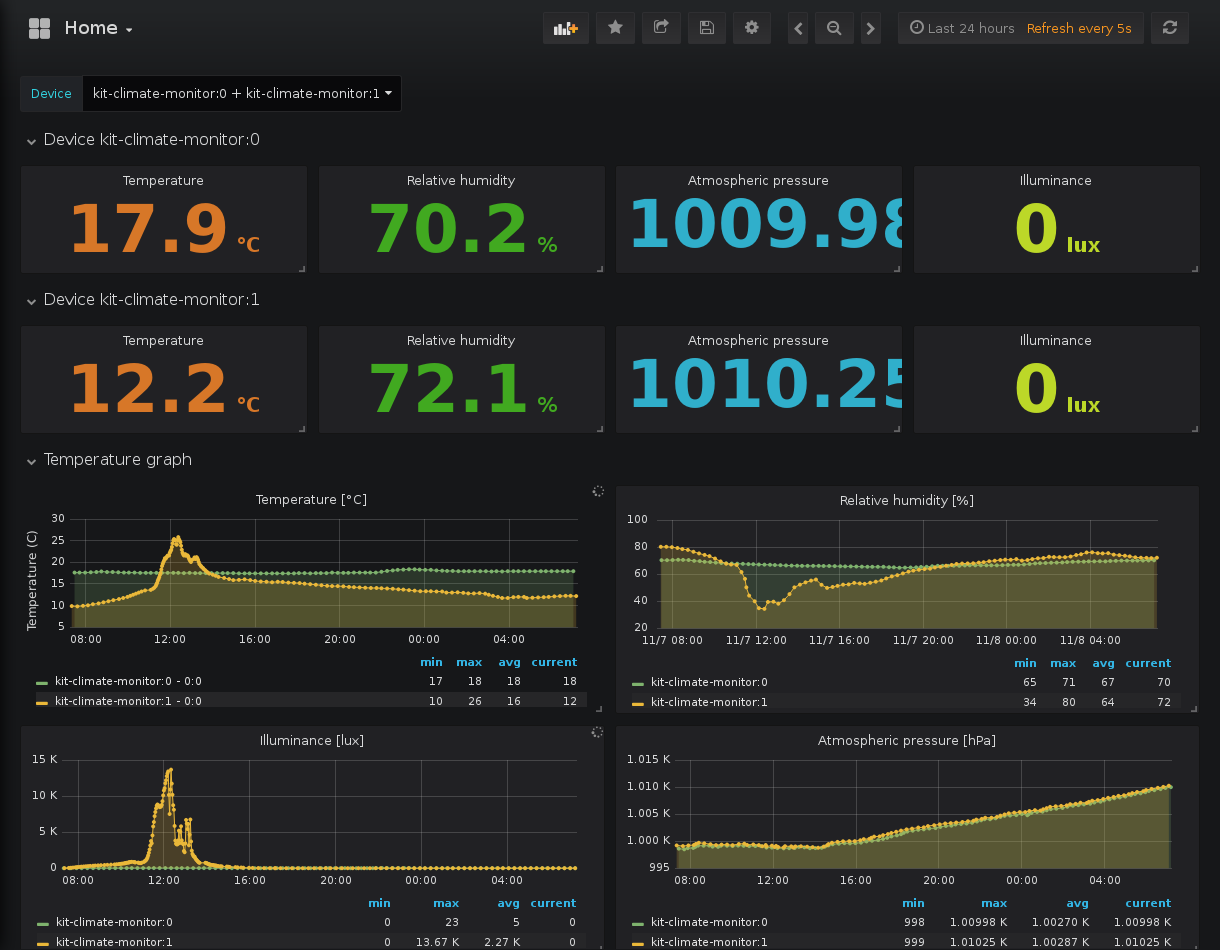 Home
Last 24 hours Refresh every 5s
Device kit-climate-monitor:0 + kit-climate-monitor:1
Device kit-climate-monitor:0
Temperature Relative humidity Atmospheric pressure Illuminance
17.9 °C 70.2 % 1009.98 0 lux
Device kit-climate-monitor:1
Temperature Relative humidity Atmospheric pressure Illuminance
12.2 °C 72.1 % 1010.25 0 lux
Temperature graph
Temperature [°C]
Temperature (C)
30
25
20
15
10
5
08:00 12:00 16:00 20:00 00:00 04:00
min max avg current
kit-climate-monitor:0 - 0:0 17 18 18 18
kit-climate-monitor:1 - 0:0 10 26 16 12
Relative humidity [%]
100
80
60
40
20
11/7 08:00 11/7 12:00 11/7 16:00 11/7 20:00 11/8 00:00 11/8 04:00
min max avg current
kit-climate-monitor:0 65 71 67 70
kit-climate-monitor:1 34 80 64 72
Illuminance [lux]
15 K
10 K
5 K
0
08:00 12:00 16:00 20:00 00:00 04:00
min max avg current
kit-climate-monitor:0 0 23 5 0
kit-climate-monitor:1 0 13.67 K 2.27 K 0
Atmospheric pressure [hPa]
1.015 K
1.010 K
1.005 K
1.000 K
995
08:00 12:00 16:00 20:00 00:00 04:00
min max avg current
kit-climate-monitor:0 998 1.00998 K 1.00270 K 1.00998 K
kit-climate-monitor:1 999 1.01025 K 1.00287 K 1.01025 K